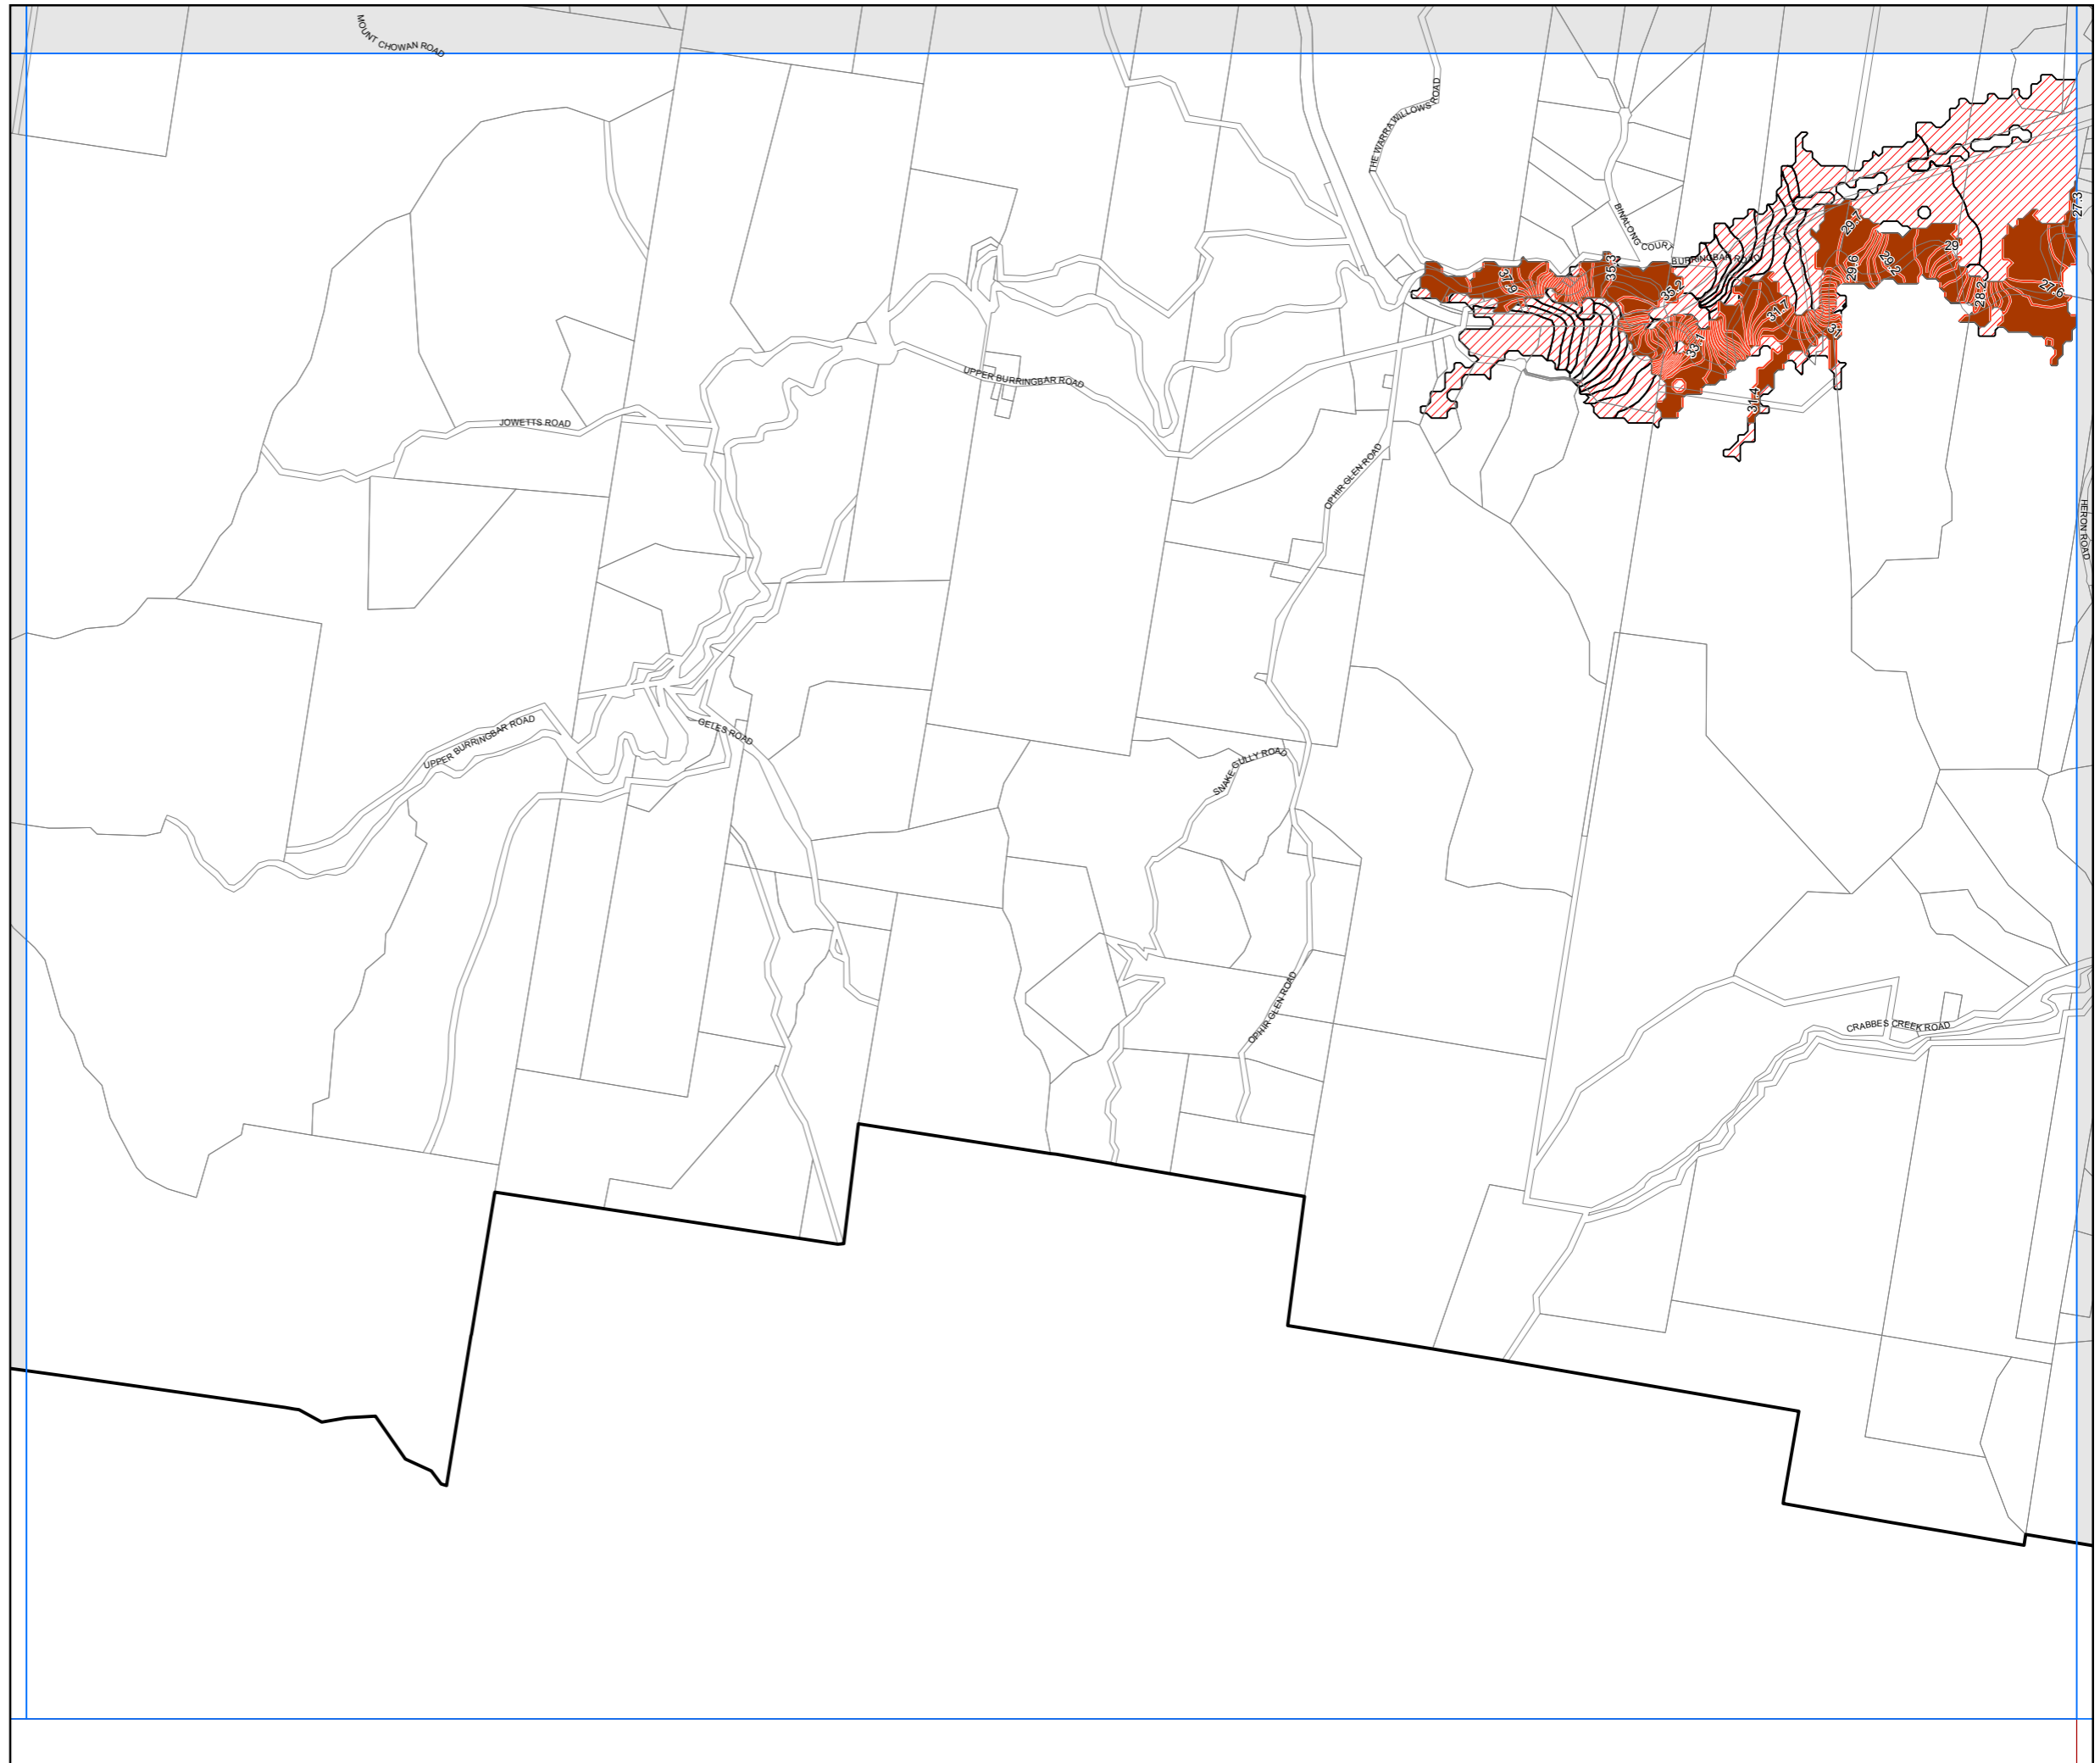 MOUNT CHOWAN ROAD
THE WARRA WILLOWS ROAD
27.3
BINALONG COURT
BURRINGBAR ROAD
29.7
29
29.6
29.2
28.2
27.6
37.9
35.3
35.2
31.7
31
33.1
31.4
UPPER BURRINGBAR ROAD
JOWETTS ROAD
OPHIR GLEN ROAD
HERON ROAD
UPPER BURRINGBAR ROAD
GELES ROAD
SNAKE GULLY ROAD
OPHIR GLEN ROAD
CRABBES CREEK ROAD